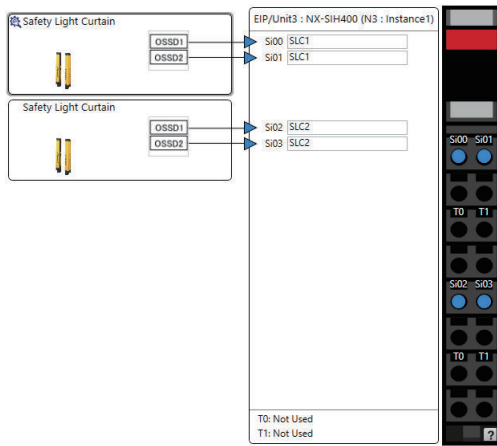 Safety Light Curtain
OSSD1
OSSD2
Safety Light Curtain
OSSD1
OSSD2
EIP/Unit3 : NX-SIH400 (N3 : Instance1)
Si00 SLC1
Si01 SLC1
Si02 SLC2
Si03 SLC2
T0: Not Used
T1: Not Used
Si00 Si01
T0 T1
Si02 Si03
T0 T1
?